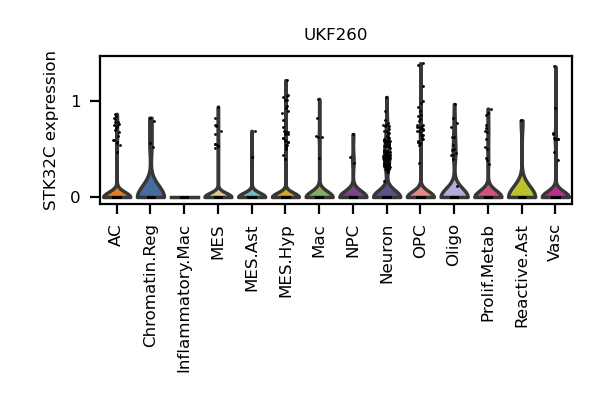 UKF260
STK32C expression
1
0
AC
Chromatin.Reg
Inflammatory.Mac
MES
MES.Ast
MES.Hyp
Mac
NPC
Neuron
OPC
Oligo
Prolif.Metab
Reactive.Ast
Vasc